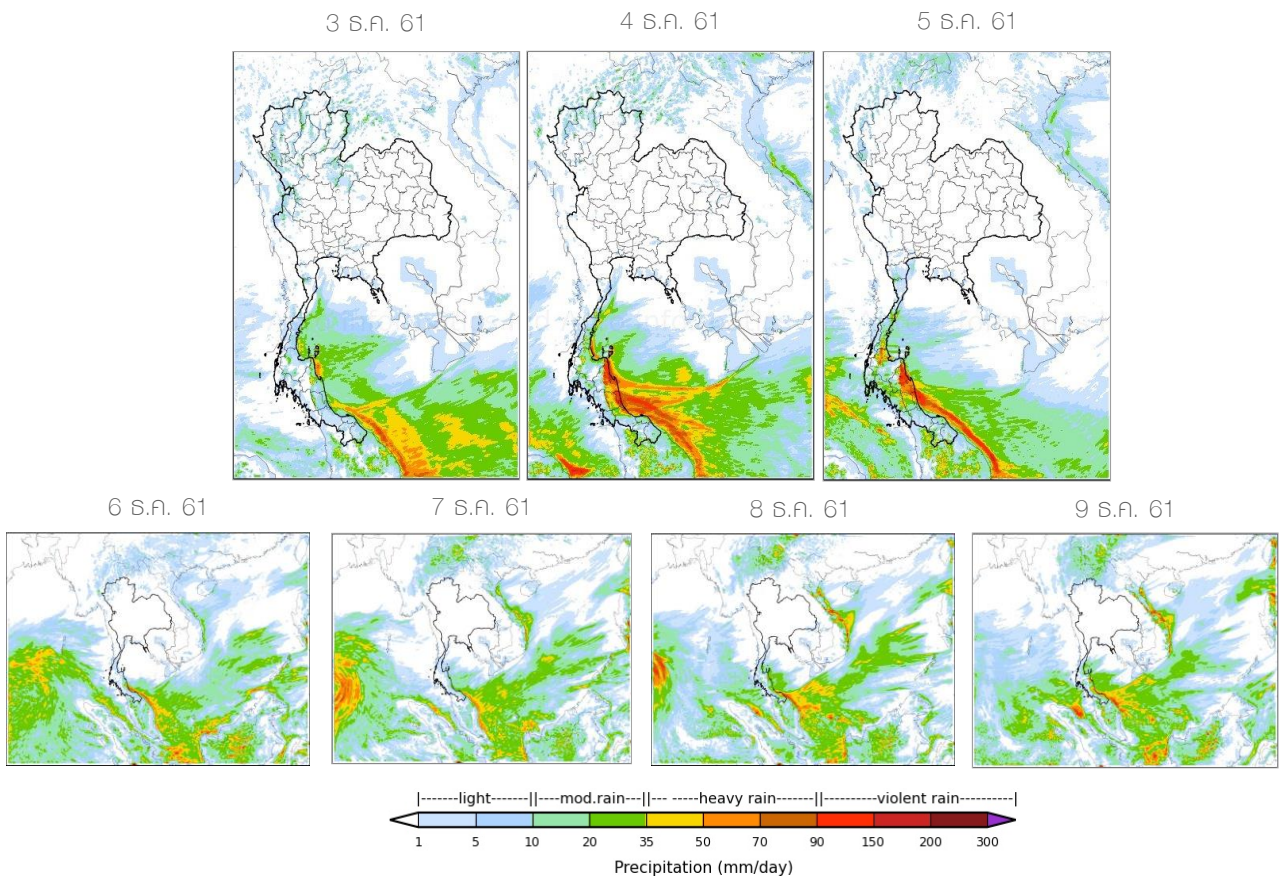 3 ธ.ค. 61 4 ธ.ค. 61 5 ธ.ค. 61
6 ธ.ค. 61 7 ธ.ค. 61 8 ธ.ค. 61 9 ธ.ค. 61
|-------light-------||----mod.rain---||--- -----heavy rain-------||----------violent rain-----------|
1 5 10 20 35 50 70 90 150 200 300
Precipitation (mm/day)